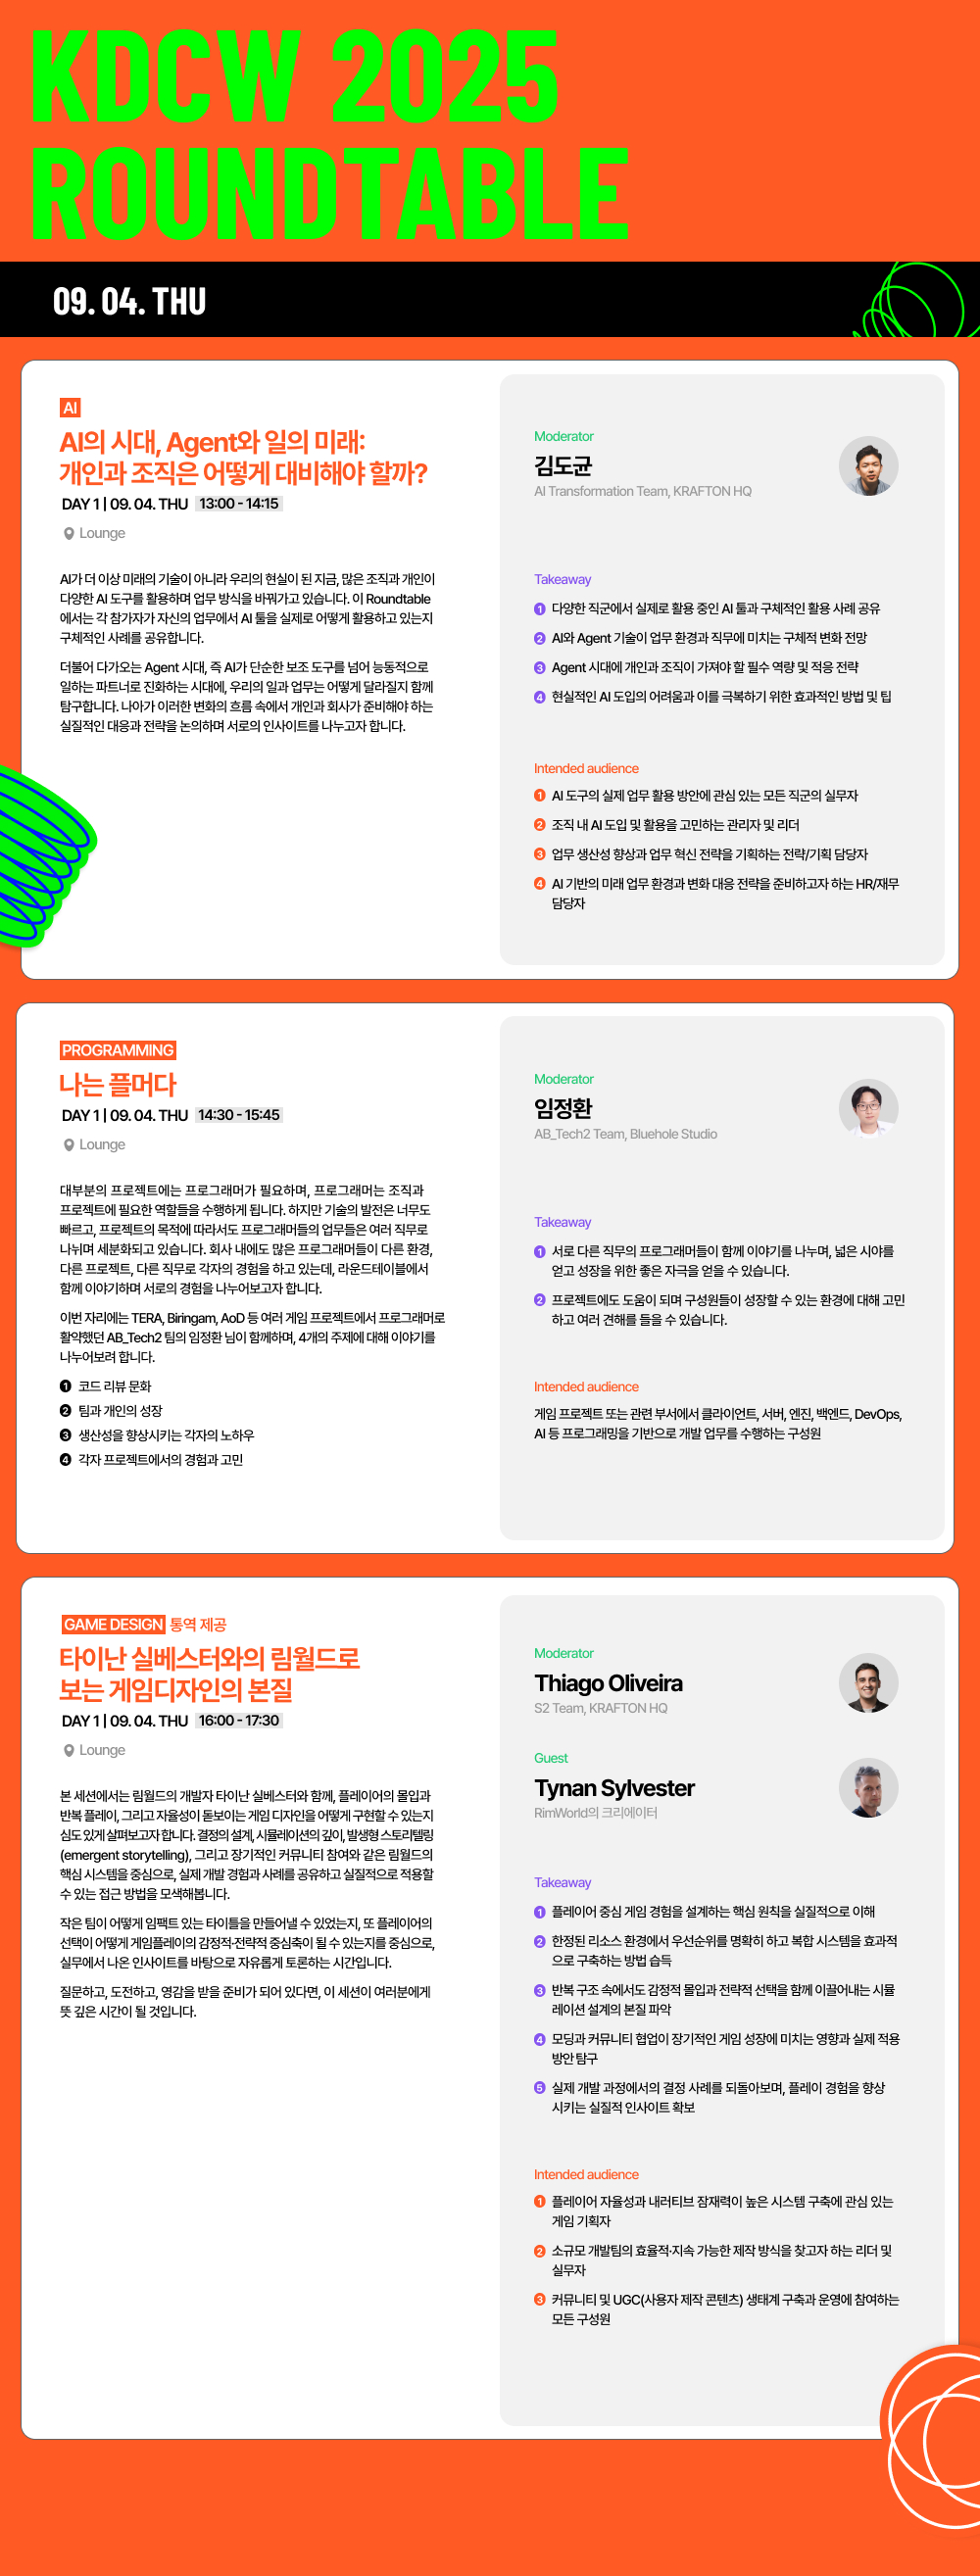 KDCW 2025
ROUNDTABLE
09. 04. THU
AI
AI의 시대, Agent와 일의 미래:
개인과 조직은 어떻게 대비해야 할까?
DAY 1 | 09. 04. THU 13:00 - 14:15
Lounge
AI가 더 이상 미래의 기술이 아니라 우리의 현실이 된 지금, 많은 조직과 개인이
다양한 AI 도구를 활용하며 업무 방식을 바꿔가고 있습니다. 이 Roundtable
에서는 각 참가자가 자신의 업무에서 AI 툴을 실제로 어떻게 활용하고 있는지
구체적인 사례를 공유합니다.
더불어 다가오는 Agent 시대, 즉 AI가 단순한 보조 도구를 넘어 능동적으로
일하는 파트너로 진화하는 시대에, 우리의 일과 업무는 어떻게 달라질지 함께
탐구합니다. 나아가 이러한 변화의 흐름 속에서 개인과 회사가 준비해야 하는
실질적인 대응과 전략을 논의하며 서로의 인사이트를 나누고자 합니다.
Moderator
김도균
AI Transformation Team, KRAFTON HQ
Takeaway
1 다양한 직군에서 실제로 활용 중인 AI 툴과 구체적인 활용 사례 공유
2 AI와 Agent 기술이 업무 환경과 직무에 미치는 구체적 변화 전망
3 Agent 시대에 개인과 조직이 가져야 할 필수 역량 및 적응 전략
4 현실적인 AI 도입의 어려움과 이를 극복하기 위한 효과적인 방법 및 팁
Intended audience
1 AI 도구의 실제 업무 활용 방안에 관심 있는 모든 직군의 실무자
2 조직 내 AI 도입 및 활용을 고민하는 관리자 및 리더
3 업무 생산성 향상과 업무 혁신 전략을 기획하는 전략/기획 담당자
4 AI 기반의 미래 업무 환경과 변화 대응 전략을 준비하고자 하는 HR/재무
담당자
PROGRAMMING
나는 플머다
DAY 1 | 09. 04. THU 14:30 - 15:45
Lounge
대부분의 프로젝트에는 프로그래머가 필요하며, 프로그래머는 조직과
프로젝트에 필요한 역할들을 수행하게 됩니다. 하지만 기술의 발전은 너무도
빠르고, 프로젝트의 목적에 따라서도 프로그래머들의 업무들은 여러 직무로
나뉘며 세분화되고 있습니다. 회사 내에도 많은 프로그래머들이 다른 환경,
다른 프로젝트, 다른 직무로 각자의 경험을 하고 있는데, 라운드테이블에서
함께 이야기하며 서로의 경험을 나누어보고자 합니다.
이번 자리에는 TERA, Biringam, AoD 등 여러 게임 프로젝트에서 프로그래머로
활약했던 AB_Tech2 팀의 임정환 님이 함께하며, 4개의 주제에 대해 이야기를
나누어보려 합니다.
1 코드 리뷰 문화
2 팀과 개인의 성장
3 생산성을 향상시키는 각자의 노하우
4 각자 프로젝트에서의 경험과 고민
Moderator
임정환
AB_Tech2 Team, Bluehole Studio
Takeaway
1 서로 다른 직무의 프로그래머들이 함께 이야기를 나누며, 넓은 시야를
얻고 성장을 위한 좋은 자극을 얻을 수 있습니다.
2 프로젝트에도 도움이 되며 구성원들이 성장할 수 있는 환경에 대해 고민
하고 여러 견해를 들을 수 있습니다.
Intended audience
게임 프로젝트 또는 관련 부서에서 클라이언트, 서버, 엔진, 백엔드, DevOps,
AI 등 프로그래밍을 기반으로 개발 업무를 수행하는 구성원
GAME DESIGN 통역 제공
타이난 실베스터와의 림월드로
보는 게임디자인의 본질
DAY 1 | 09. 04. THU 16:00 - 17:30
Lounge
본 세션에서는 림월드의 개발자 타이난 실베스터와 함께, 플레이어의 몰입과
반복 플레이, 그리고 자율성이 돋보이는 게임 디자인을 어떻게 구현할 수 있는지
심도 있게 살펴보고자 합니다. 결정의 설계, 시뮬레이션의 깊이, 발생형 스토리텔링
(emergent storytelling), 그리고 장기적인 커뮤니티 참여와 같은 림월드의
핵심 시스템을 중심으로, 실제 개발 경험과 사례를 공유하고 실질적으로 적용할
수 있는 접근 방법을 모색해봅니다.
작은 팀이 어떻게 임팩트 있는 타이틀을 만들어낼 수 있었는지, 또 플레이어의
선택이 어떻게 게임플레이의 감정적·전략적 중심축이 될 수 있는지를 중심으로,
실무에서 나온 인사이트를 바탕으로 자유롭게 토론하는 시간입니다.
질문하고, 도전하고, 영감을 받을 준비가 되어 있다면, 이 세션이 여러분에게
뜻 깊은 시간이 될 것입니다.
Moderator
Thiago Oliveira
S2 Team, KRAFTON HQ
Guest
Tynan Sylvester
RimWorld의 크리에이터
Takeaway
1 플레이어 중심 게임 경험을 설계하는 핵심 원칙을 실질적으로 이해
2 한정된 리소스 환경에서 우선순위를 명확히 하고 복합 시스템을 효과적
으로 구축하는 방법 습득
3 반복 구조 속에서도 감정적 몰입과 전략적 선택을 함께 이끌어내는 시뮬
레이션 설계의 본질 파악
4 모딩과 커뮤니티 협업이 장기적인 게임 성장에 미치는 영향과 실제 적용
방안 탐구
5 실제 개발 과정에서의 결정 사례를 되돌아보며, 플레이 경험을 향상
시키는 실질적 인사이트 확보
Intended audience
1 플레이어 자율성과 내러티브 잠재력이 높은 시스템 구축에 관심 있는
게임 기획자
2 소규모 개발팀의 효율적·지속 가능한 제작 방식을 찾고자 하는 리더 및
실무자
3 커뮤니티 및 UGC(사용자 제작 콘텐츠) 생태계 구축과 운영에 참여하는
모든 구성원